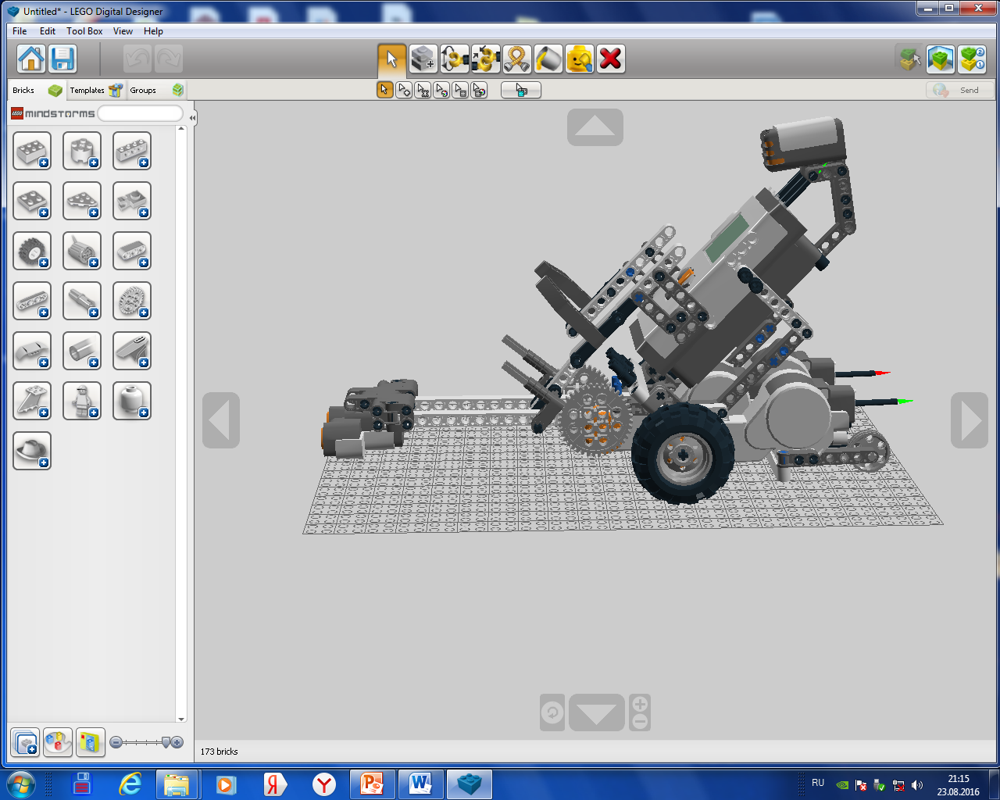 Untitled* - LEGO Digital Designer
File Edit Tool Box View Help
Bricks Templates Groups
Send
LEGO mindstorms
173 bricks
RU
21:15
23.08.2016